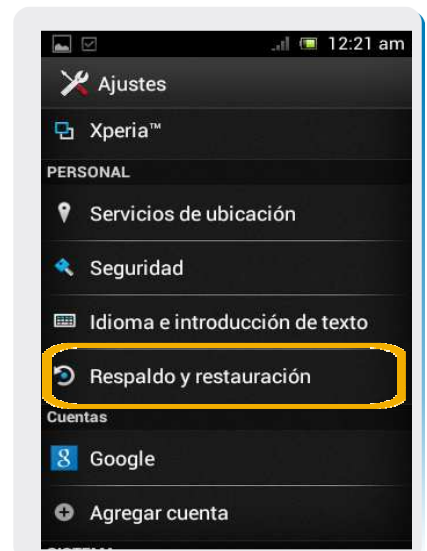 12:21 am
Ajustes
Xperia™
PERSONAL
Servicios de ubicación
Seguridad
Idioma e introducción de texto
Respaldo y restauración
Cuentas
Google
Agregar cuenta